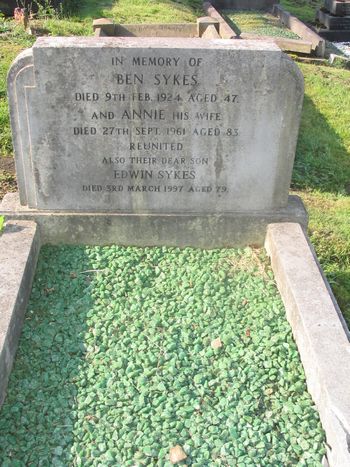 IN MEMORY OF
BEN SYKES
DIED 9TH FEB. 1924 AGED 47.
AND ANNIE HIS WIFE
DIED 27TH SEPT. 1961 AGED 83.
REUNITED
ALSO THEIR DEAR SON
EDWIN SYKES
DIED 3RD MARCH 1997 AGED 79.